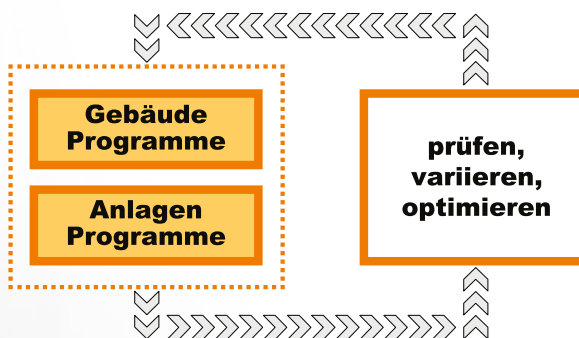 Gebäude
Programme
Anlagen
Programme
prüfen,
variieren,
optimieren